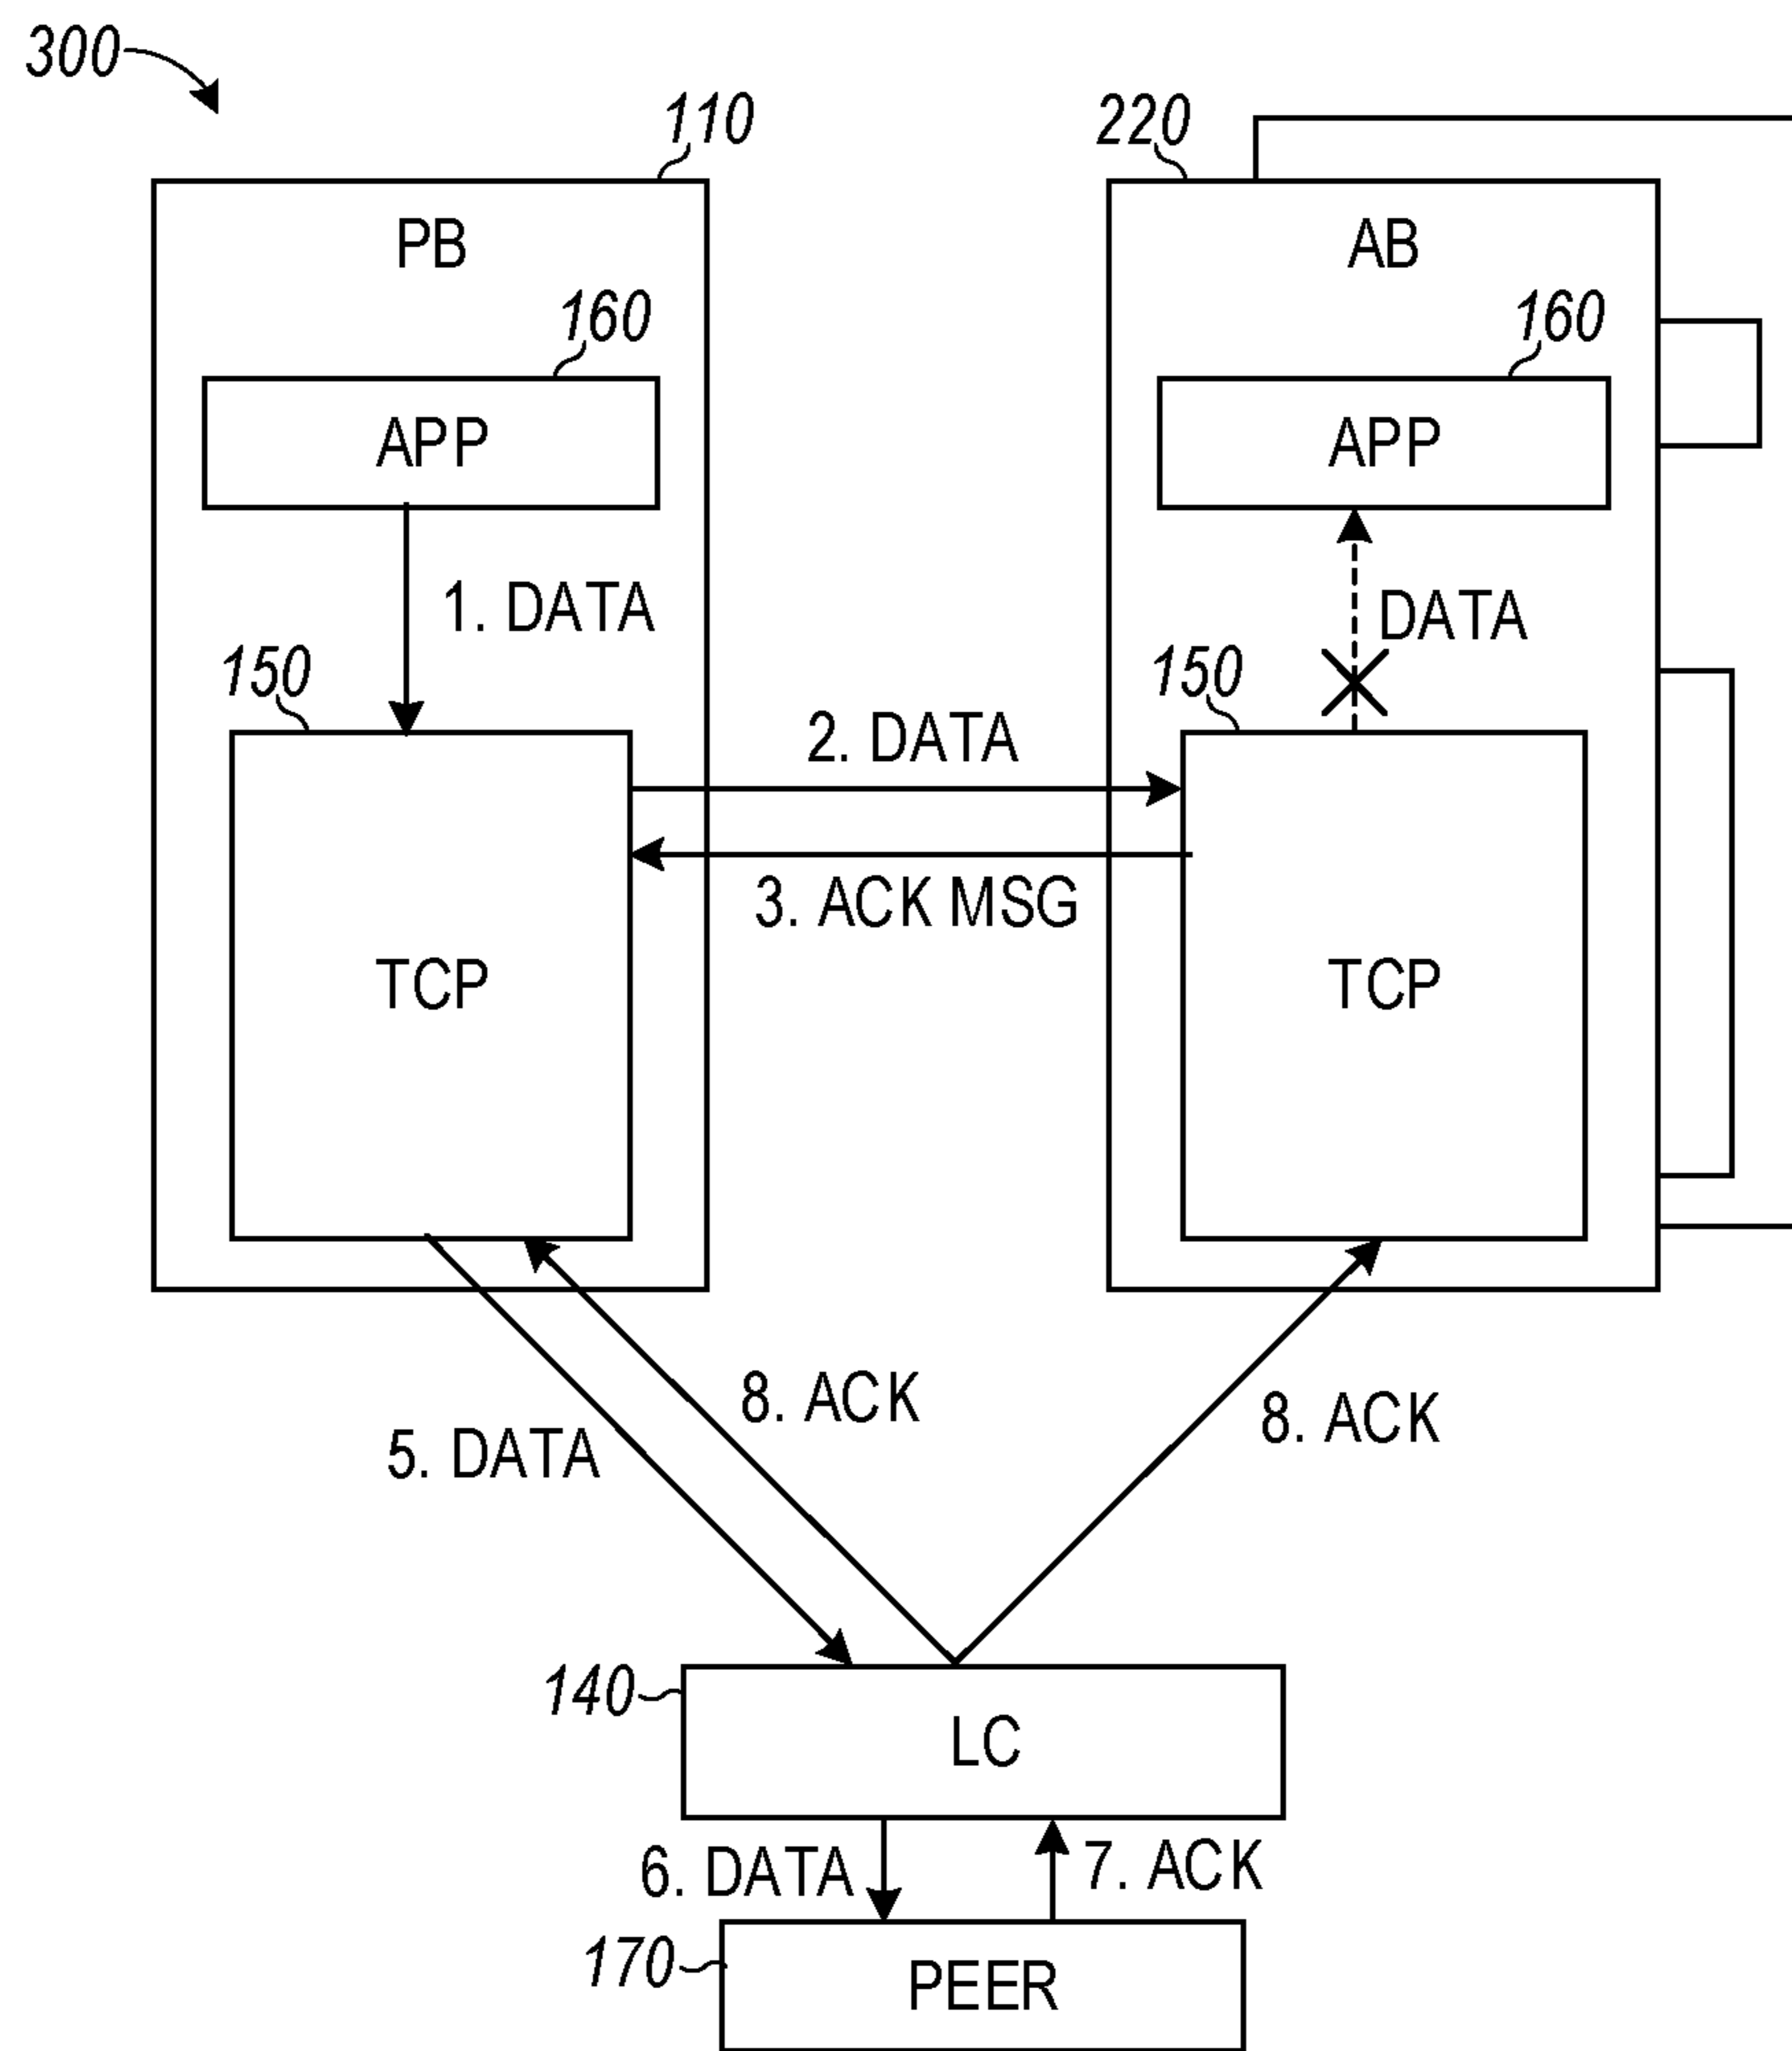 300
110
220
PB
AB
160
160
APP
APP
1. DATA
DATA
150
150
2. DATA
3. ACK MSG
TCP
TCP
8. ACK
8. ACK
5. DATA
140
LC
6. DATA
7. ACK
170
PEER